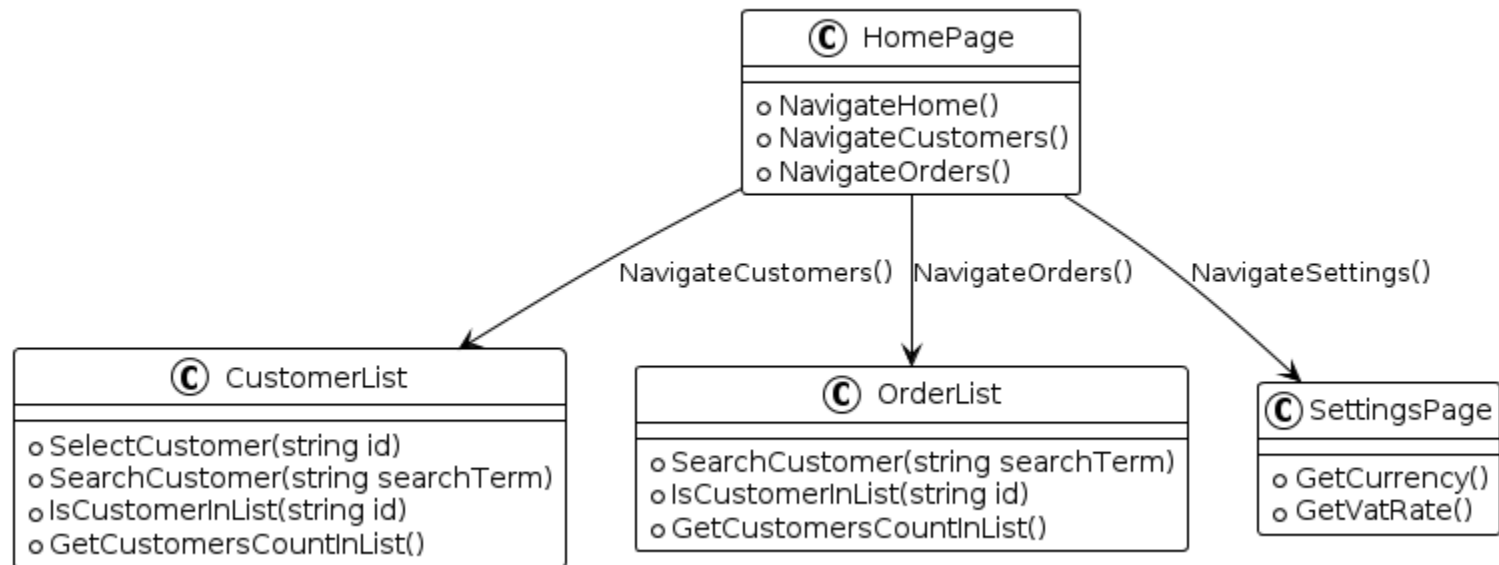 C HomePage
NavigateHome()
NavigateCustomers()
NavigateOrders()
NavigateCustomers()
NavigateOrders()
NavigateSettings()
C CustomerList
SelectCustomer(string id)
SearchCustomer(string searchTerm)
IsCustomerInList(string id)
GetCustomersCountInList()
C OrderList
SearchCustomer(string searchTerm)
IsCustomerInList(string id)
GetCustomersCountInList()
C SettingsPage
GetCurrency()
GetVatRate()